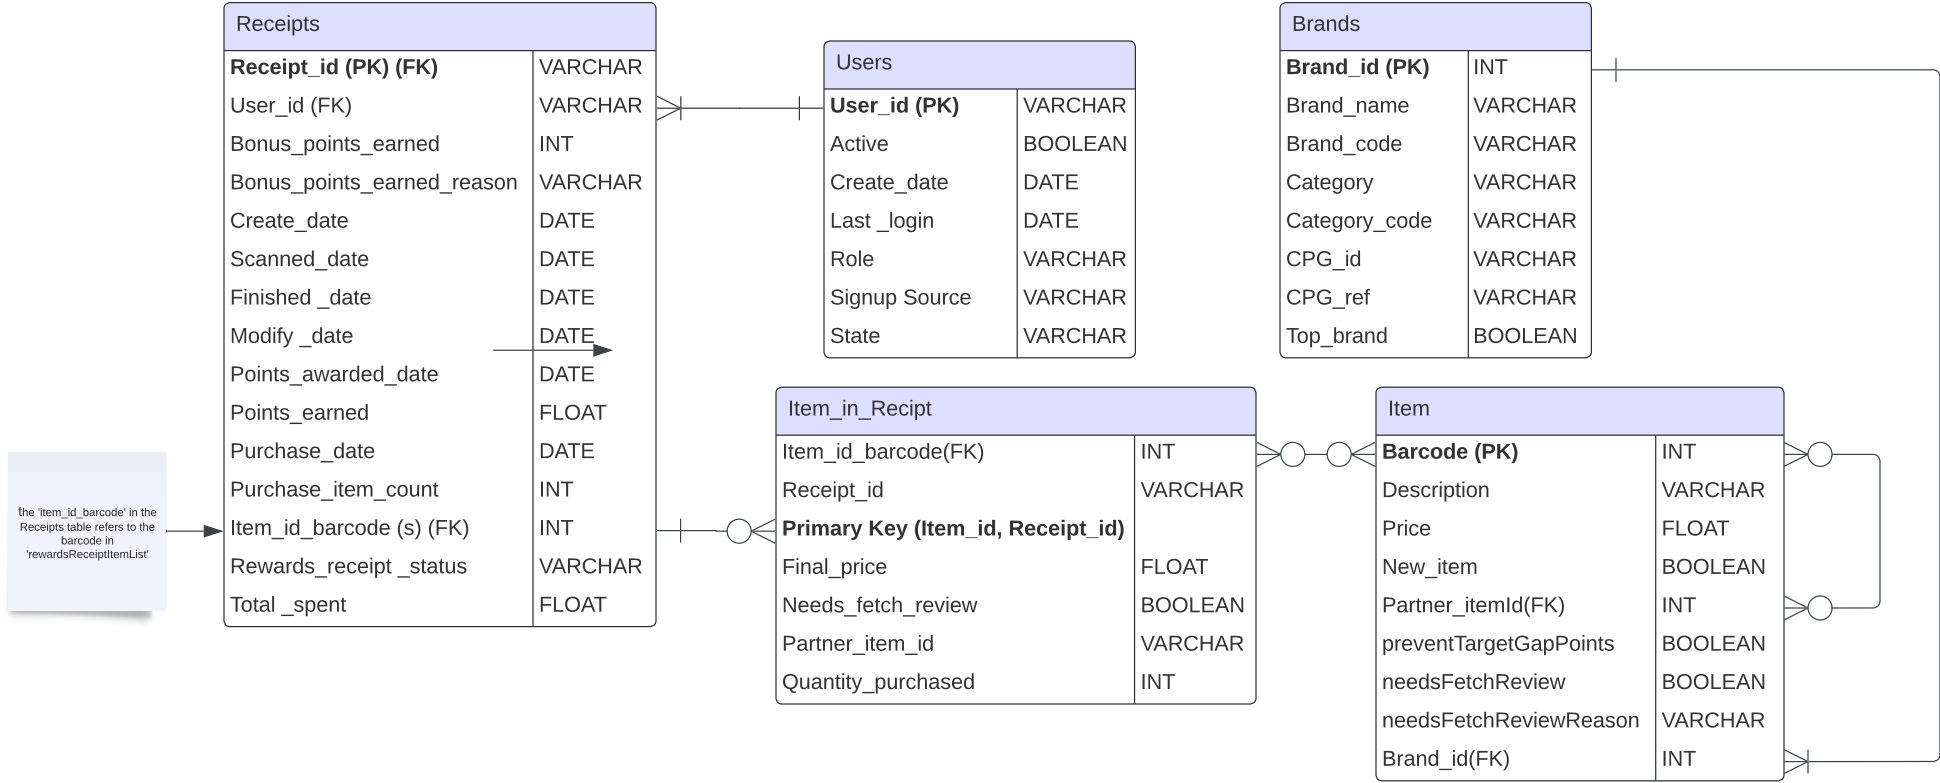 Receipts
Receipt_id (PK) (FK) VARCHAR
User_id (FK) VARCHAR
Bonus_points_earned INT
Bonus_points_earned_reason VARCHAR
Create_date DATE
Scanned_date DATE
Finished _date DATE
Modify _date DATE
Points_awarded_date DATE
Points_earned FLOAT
Purchase_date DATE
Purchase_item_count INT
Item_id_barcode (s) (FK) INT
Rewards_receipt _status VARCHAR
Total _spent FLOAT
the 'item_id_barcode' in the
Receipts table refers to the
barcode in
'rewardsReceiptItemList'
Users
User_id (PK) VARCHAR
Active BOOLEAN
Create_date DATE
Last _login DATE
Role VARCHAR
Signup Source VARCHAR
State VARCHAR
Brands
Brand_id (PK) INT
Brand_name VARCHAR
Brand_code VARCHAR
Category VARCHAR
Category_code VARCHAR
CPG_id VARCHAR
CPG_ref VARCHAR
Top_brand BOOLEAN
Item_in_Recipt
Item_id_barcode(FK) INT
Receipt_id VARCHAR
Primary Key (Item_id, Receipt_id)
Final_price FLOAT
Needs_fetch_review BOOLEAN
Partner_item_id VARCHAR
Quantity_purchased INT
Item
Barcode (PK) INT
Description VARCHAR
Price FLOAT
New_item BOOLEAN
Partner_itemId(FK) INT
preventTargetGapPoints BOOLEAN
needsFetchReview BOOLEAN
needsFetchReviewReason VARCHAR
Brand_id(FK) INT